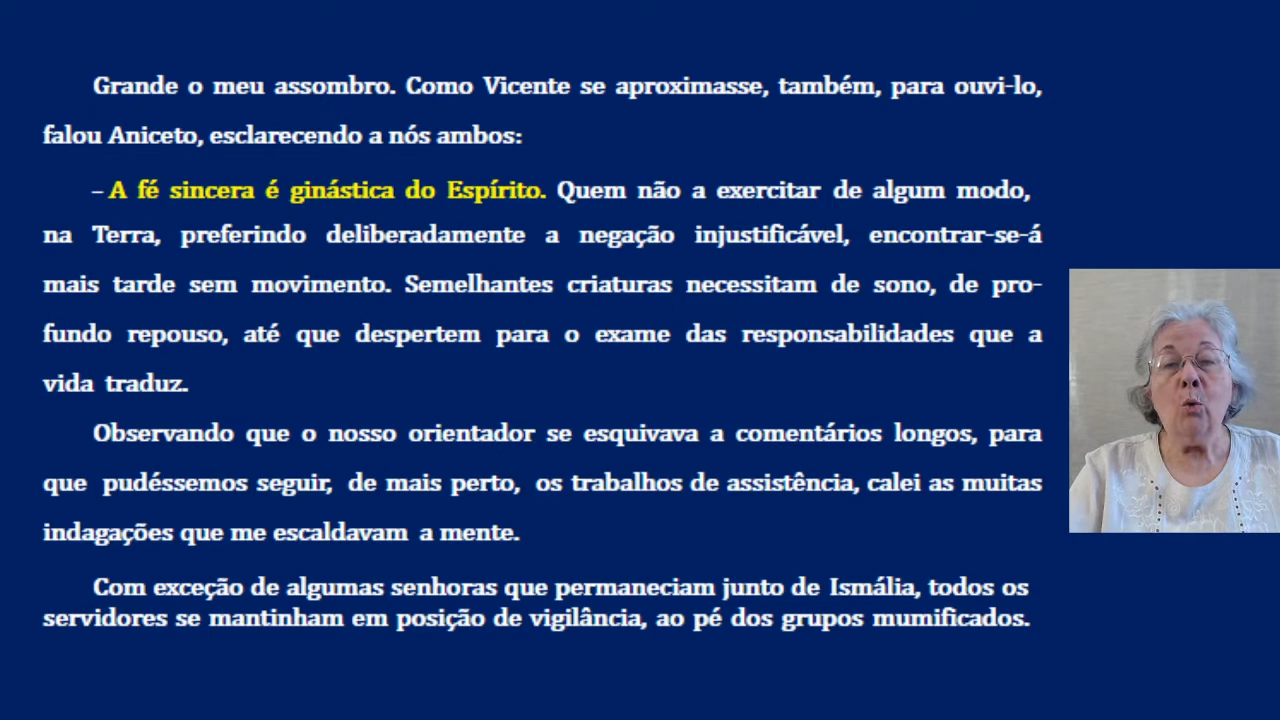 Grande o meu assombro. Como Vicente se aproximasse, também, para ouvi-lo,
falou Aniceto, esclarecendo a nós ambos:
– A fé sincera é ginástica do Espírito. Quem não a exercitar de algum modo,
na Terra, preferindo deliberadamente a negação injustificável, encontrar-se-á
mais tarde sem movimento. Semelhantes criaturas necessitam de sono, de pro-
fundo repouso, até que despertem para o exame das responsabilidades que a
vida traduz.
Observando que o nosso orientador se esquivava a comentários longos, para
que pudéssemos seguir, de mais perto, os trabalhos de assistência, calei as muitas
indagações que me escaldavam a mente.
Com exceção de algumas senhoras que permaneciam junto de Ismália, todos os
servidores se mantinham em posição de vigilância, ao pé dos grupos mumificados.